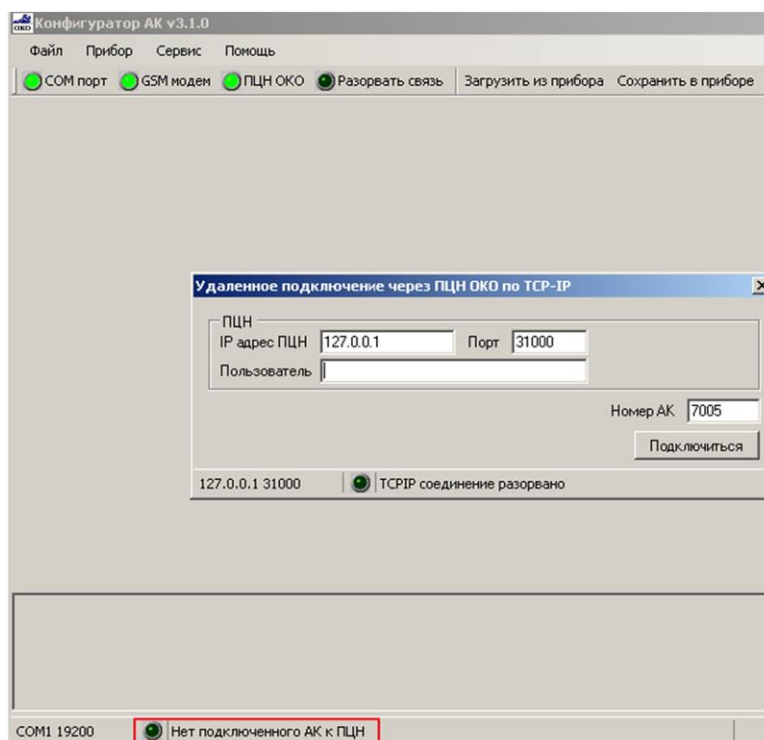 ОКО Конфигуратор АК v3.1.0
Файл Прибор Сервис Помощь
COM порт GSM модем ПЦН ОКО Разорвать связь Загрузить из прибора Сохранить в приборе
Удаленное подключение через ПЦН ОКО по TCP-IP
ПЦН
IP адрес ПЦН 127.0.0.1 Порт 31000
Пользователь
Номер АК 7005
Подключиться
127.0.0.1 31000 TCPIP соединение разорвано
COM1 19200 Нет подключенного АК к ПЦН